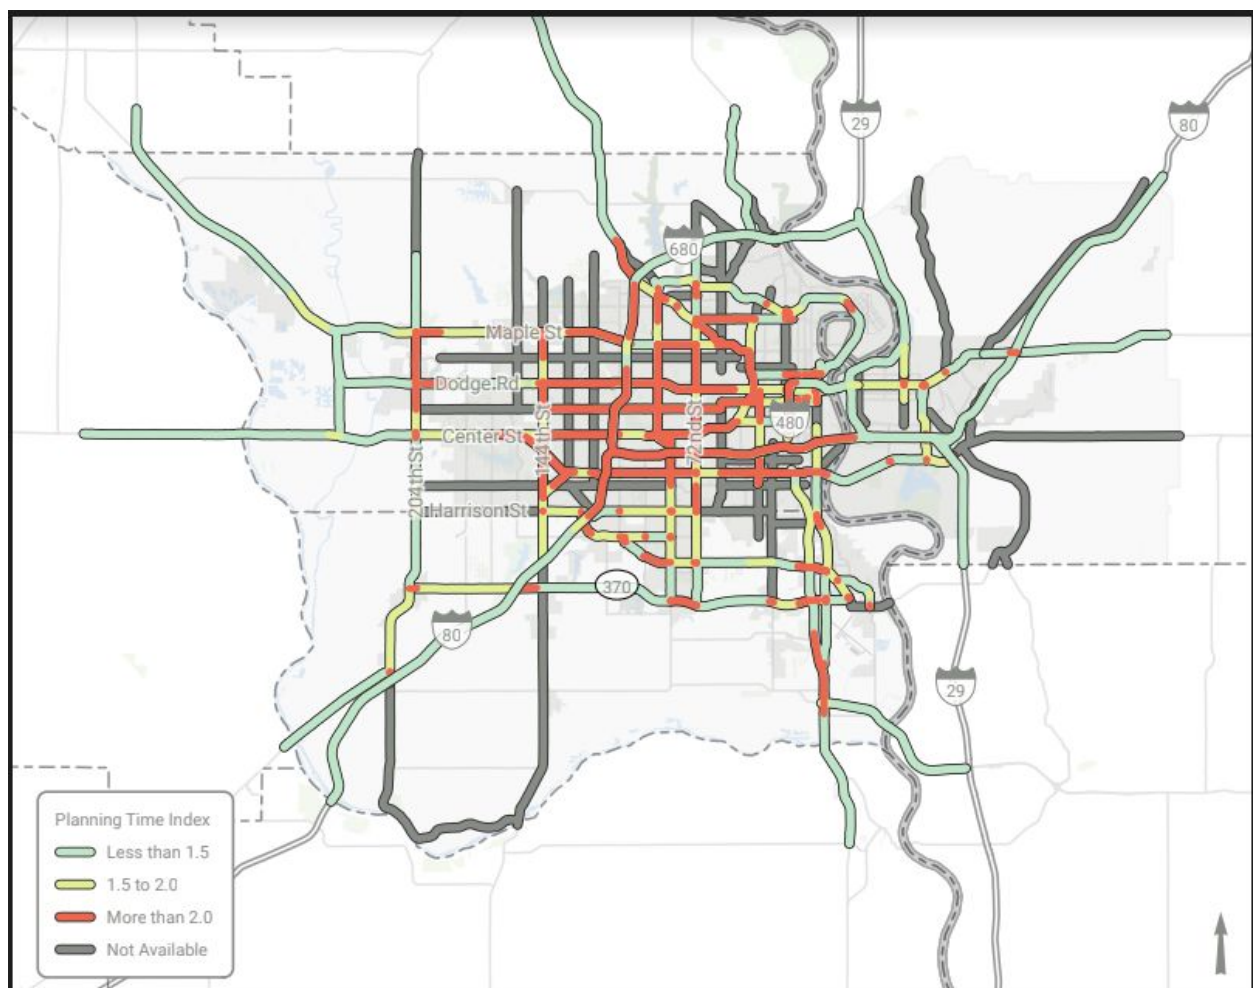 29
80
680
Maple St
Dodge Rd
144th St
72nd St
480
Center St
204th St
Harrison St
370
80
29
Planning Time Index
Less than 1.5
1.5 to 2.0
More than 2.0
Not Available